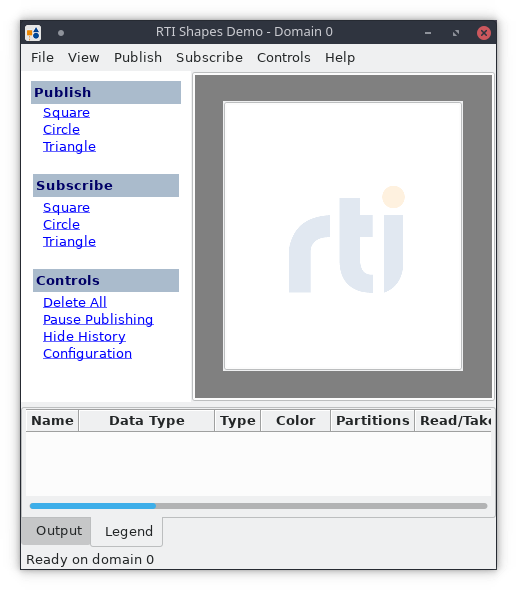 RTI Shapes Demo - Domain 0
File View Publish Subscribe Controls Help
Publish
Square
Circle
Triangle
Subscribe
Square
Circle
Triangle
Controls
Delete All
Pause Publishing
Hide History
Configuration
rti
Name Data Type Type Color Partitions Read/Take
Output Legend
Ready on domain 0